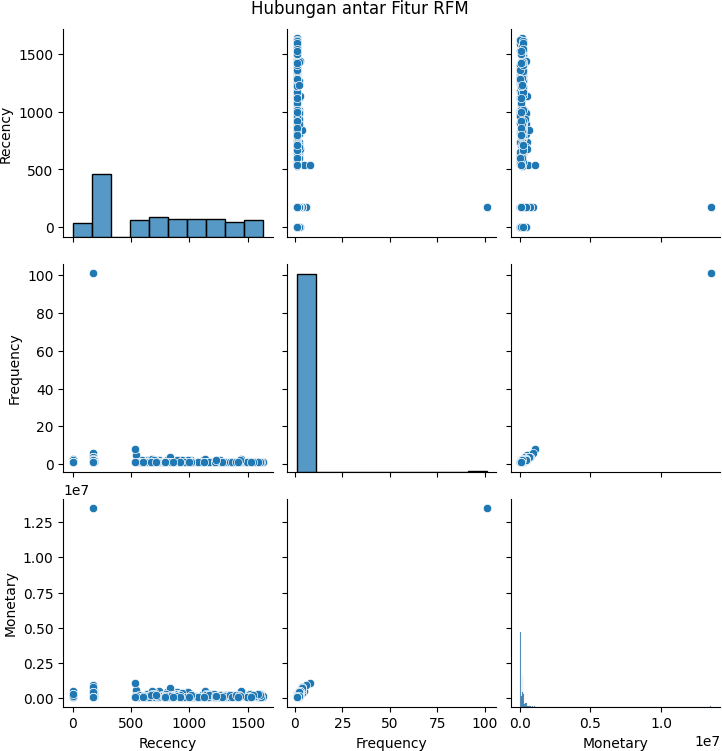 Hubungan antar Fitur RFM
1500
1000
500
0
Recency
100
80
60
40
20
0
Frequency
1e7
1.25
1.00
0.75
0.50
0.25
0.00
Monetary
0 500 1000 1500
Recency
0 25 50 75 100
Frequency
0.0 0.5 1.0
1e7
Monetary